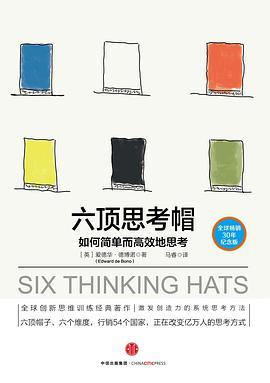 六顶思考帽
如何简单而高效地思考
[英] 爱德华·德博诺 著
(Edward de Bono)
马睿 译
全球畅销
30年
纪念版
SIX THINKING HATS
全球创新思维训练经典著作 / 激发创造力的系统思考方法
六顶帽子、六个维度，行销54个国家，正在改变亿万人的思考方式
中信出版集团 · CHINACITICPRESS